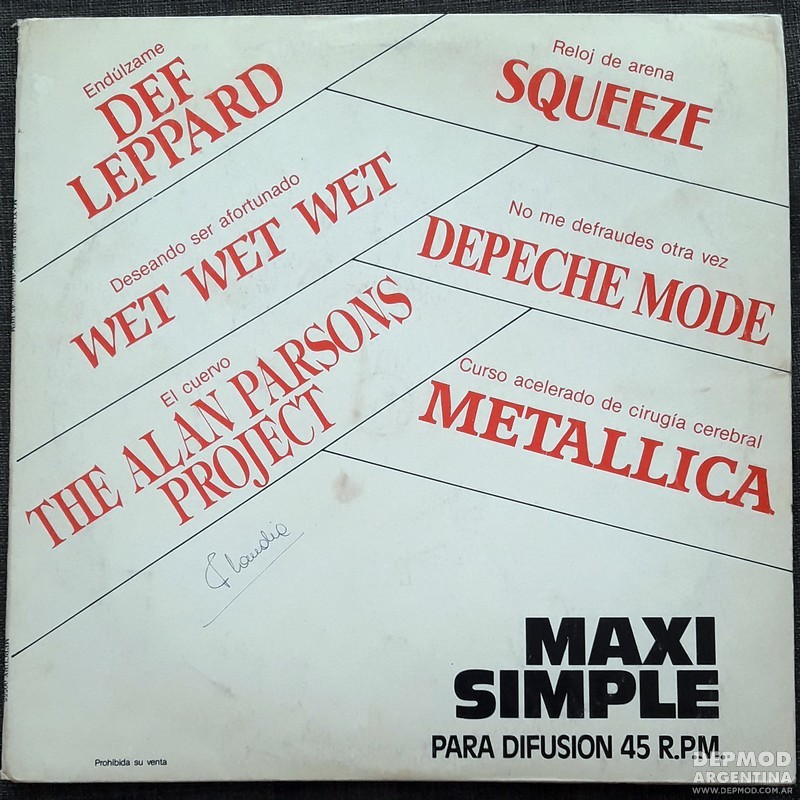 Endúlzame
DEF
LEPPARD
Reloj de arena
SQUEEZE
Deseando ser afortunado
WET WET WET
No me defraudes otra vez
DEPECHE MODE
El cuervo
THE ALAN PARSONS
PROJECT
Curso acelerado de cirugía cerebral
METALLICA
Claudia
MAXI
SIMPLE
PARA DIFUSION 45 R.P.M.
Prohibida su venta
DEPMOD
ARGENTINA
WWW.DEPMOD.COM.AR